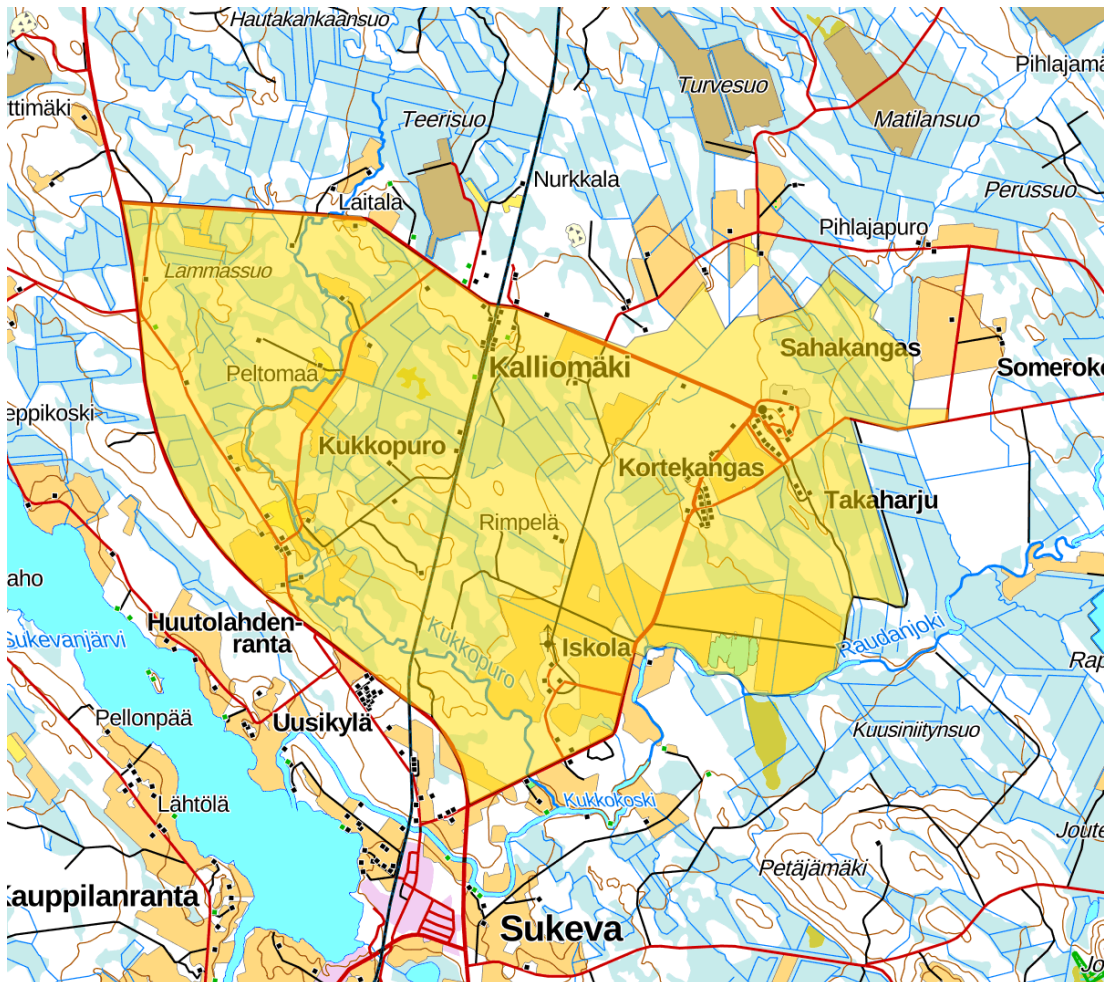 Hautakankaansuo
Turvesuo
Pihlajamä
ttimäki
Teerisuo
Matilansuo
Nurkkala
Perussuo
Laitala
Pihlajapuro
Lammassuo
Sahakangas
Kalliomäki
Someroko
Peltomaa
eppikoski
Kukkopuro
Kortekangas
Takaharju
Rimpelä
aho
Huutolahden-
ranta
Sukevanjärvi
Kukkopuro
Iskola
Raudanjoki
Rap
Pellonpää
Uusikylä
Kuusiniitynsuo
Lähtölä
Kukkokoski
Joute
Petäjämäki
Kauppilanranta
Sukeva
Jo